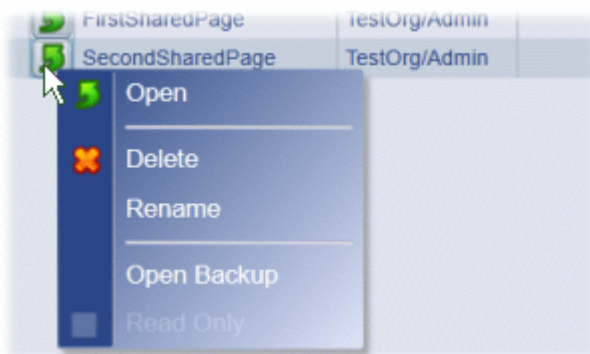 FirstSharedPage TestOrg/Admin
SecondSharedPage TestOrg/Admin
Open
Delete
Rename
Open Backup
Read Only